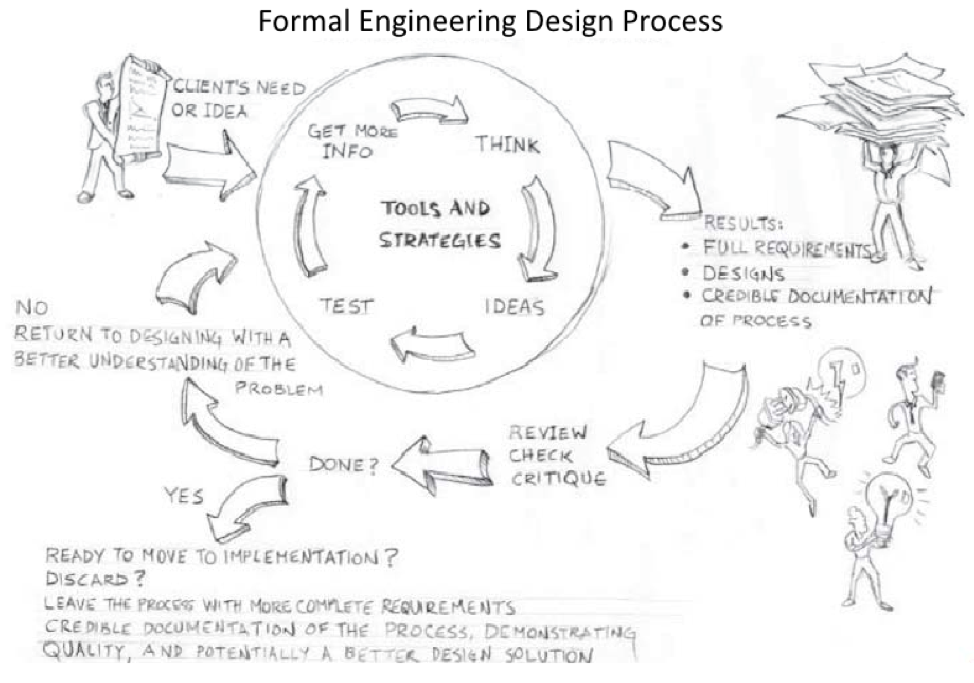 Formal Engineering Design Process
CLIENT'S NEED
OR IDEA
GET MORE
INFO
THINK
TOOLS AND
STRATEGIES
TEST
IDEAS
RESULTS:
• FULL REQUIREMENTS
• DESIGNS
• CREDIBLE DOCUMENTATION
OF PROCESS
REVIEW
CHECK
CRITIQUE
DONE?
NO
RETURN TO DESIGNING WITH A
BETTER UNDERSTANDING OF THE
PROBLEM
YES
READY TO MOVE TO IMPLEMENTATION?
DISCARD?
LEAVE THE PROCESS WITH MORE COMPLETE REQUIREMENTS
CREDIBLE DOCUMENTATION OF THE PROCESS, DEMONSTRATING
QUALITY, AND POTENTIALLY A BETTER DESIGN SOLUTION